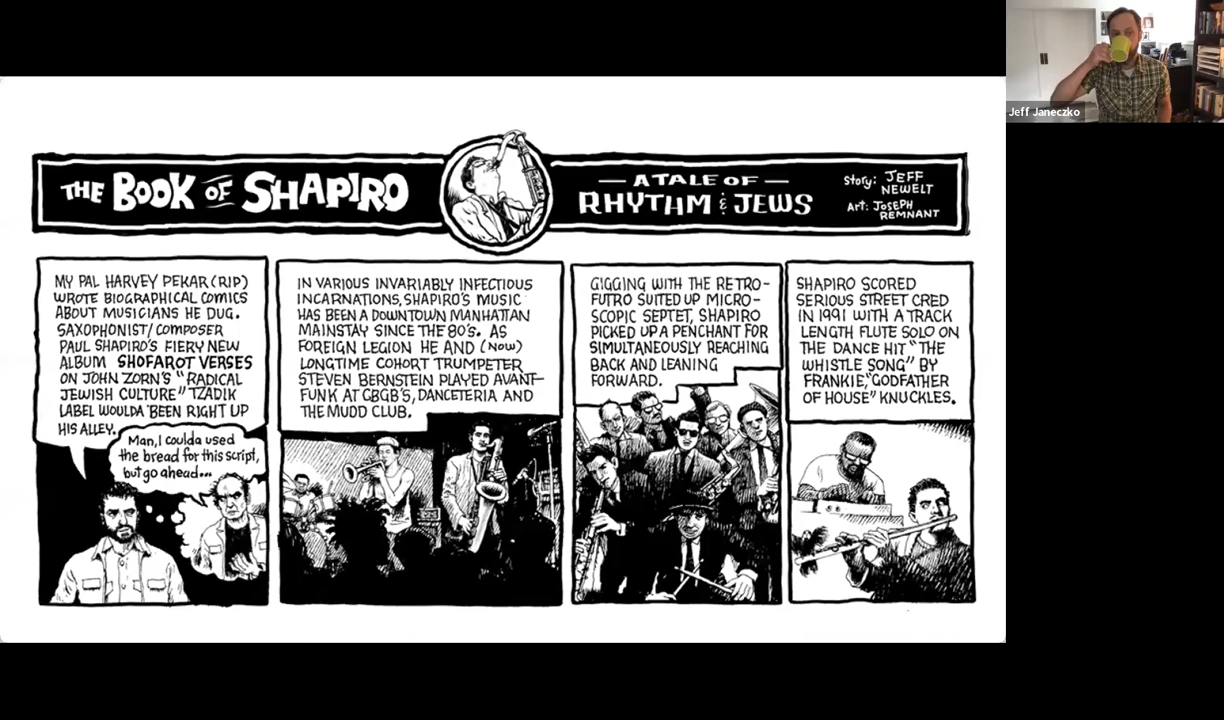 THE BOOK OF SHAPIRO
— A TALE OF —
RHYTHM & JEWS
Story: JEFF
NEWELT
ART: JOSEPH
REMNANT
MY PAL HARVEY PEKAR (RIP)
WROTE BIOGRAPHICAL COMICS
ABOUT MUSICIANS HE DUG.
SAXOPHONIST/COMPOSER
PAUL SHAPIRO'S FIERY NEW
ALBUM SHOFAROT VERSES
ON JOHN ZORN'S "RADICAL
JEWISH CULTURE" TZADIK
LABEL WOULDA BEEN RIGHT UP
HIS ALLEY.
Man, I coulda used
the bread for this script,
but go ahead...
IN VARIOUS INVARIABLY INFECTIOUS
INCARNATIONS, SHAPIRO'S MUSIC
HAS BEEN A DOWNTOWN MANHATTAN
MAINSTAY SINCE THE 80'S. AS
FOREIGN LEGION HE AND (NOW)
LONGTIME COHORT TRUMPETER
STEVEN BERNSTEIN PLAYED AVANT-
FUNK AT CBGB'S, DANCETERIA AND
THE MUDD CLUB.
GIGGING WITH THE RETRO-
FUTRO SUITED UP MICRO-
SCOPIC SEPTET, SHAPIRO
PICKED UP A PENCHANT FOR
SIMULTANEOUSLY REACHING
BACK AND LEANING
FORWARD.
SHAPIRO SCORED
SERIOUS STREET CRED
IN 1991 WITH A TRACK
LENGTH FLUTE SOLO ON
THE DANCE HIT "THE
WHISTLE SONG" BY
FRANKIE, "GODFATHER
OF HOUSE" KNUCKLES.
Jeff Janeczko